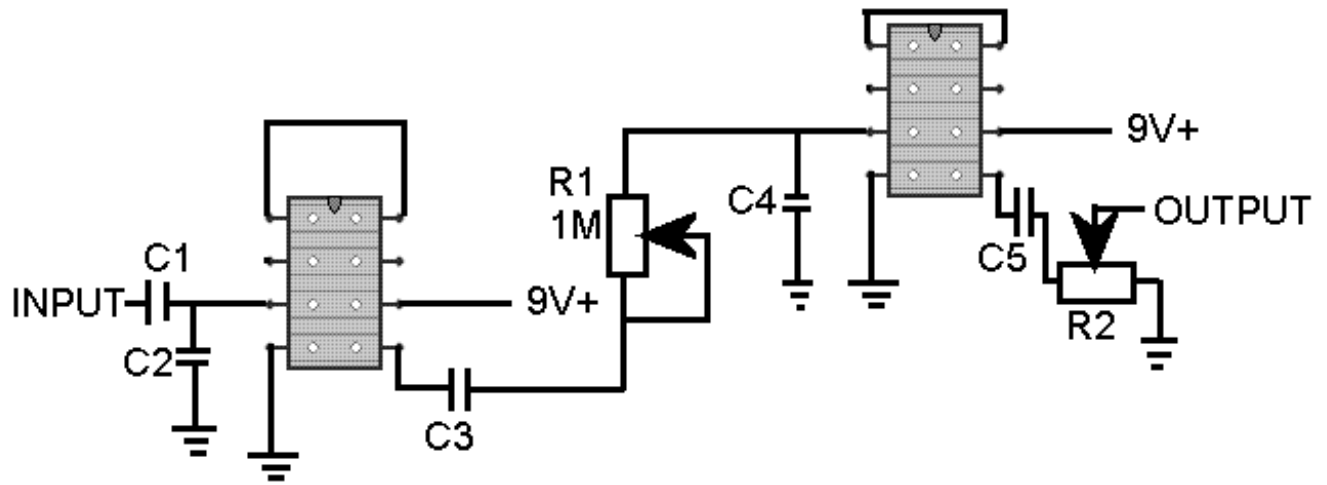 INPUT
C1
C2
9V+
C3
R1
1M
C4
9V+
C5
OUTPUT
R2